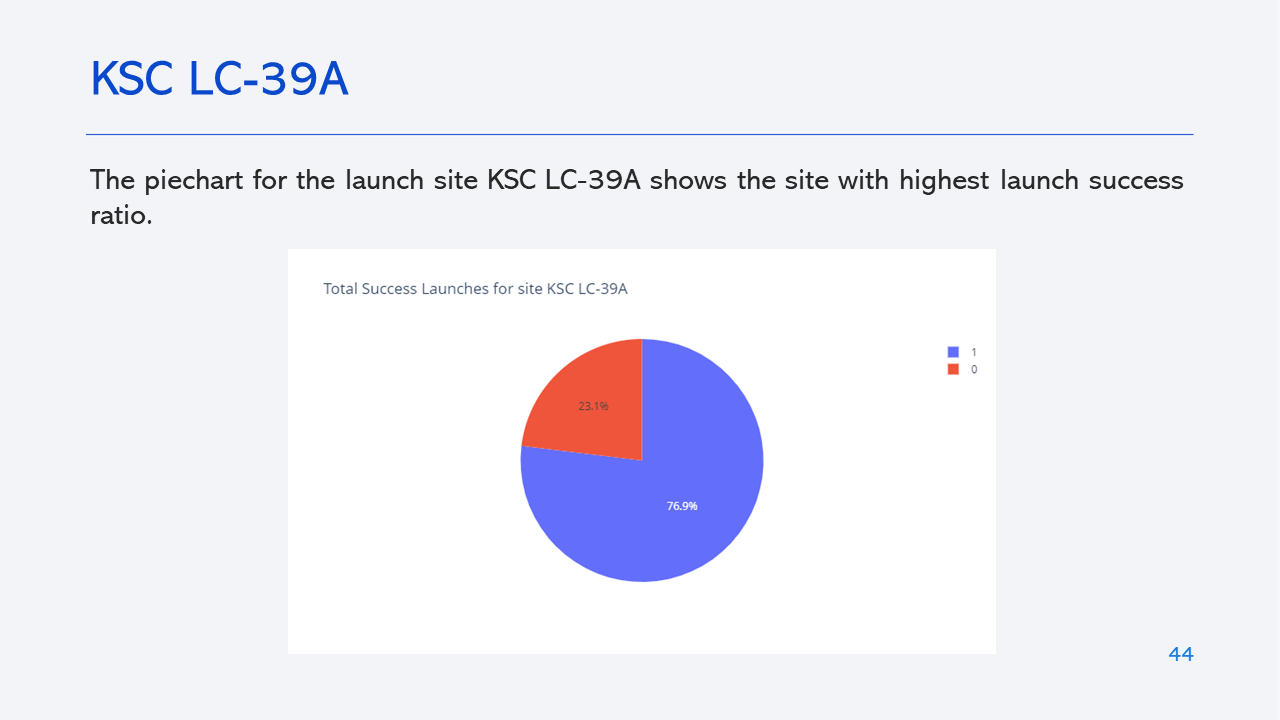 KSC LC-39A
The piechart for the launch site KSC LC-39A shows the site with highest launch success
ratio.
Total Success Launches for site KSC LC-39A
1
0
23.1%
76.9%
44